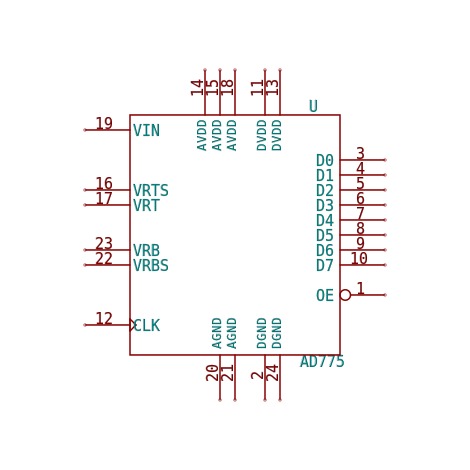 14 15 18 11 13
U
AVDD AVDD AVDD DVDD DVDD
19 VIN
D0 3
D1 4
16 VRTS D2 5
17 VRT D3 6
D4 7
D5 8
23 VRB D6 9
22 VRBS D7 10
OE 1
12 CLK
AGND AGND DGND DGND
AD775
20 21 2 24